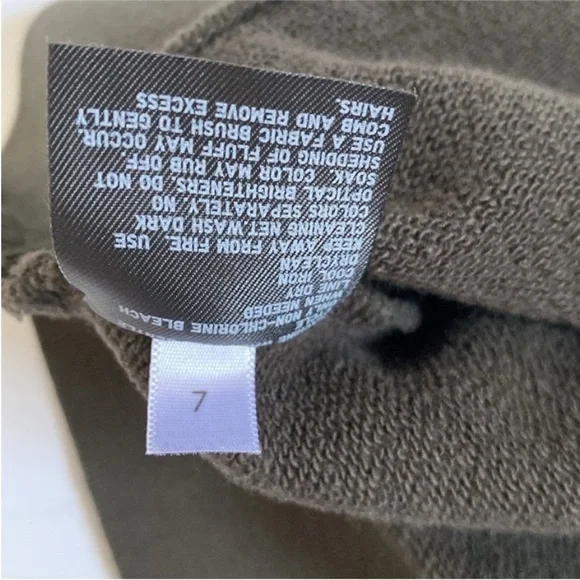 ONLY NON-CHLORINE BLEACH
WHEN NEEDED
LINE DRY
COOL IRON
DRYCLEAN
KEEP AWAY FROM FIRE. USE
CLEANING NET WASH DARK
COLORS SEPARATELY. NO
OPTICAL BRIGHTENERS. DO NOT
SOAK. COLOR MAY RUB OFF.
SHEDDING OF FLUFF MAY OCCUR.
USE A FABRIC BRUSH TO GENTLY
COMB AND REMOVE EXCESS
HAIRS.
7